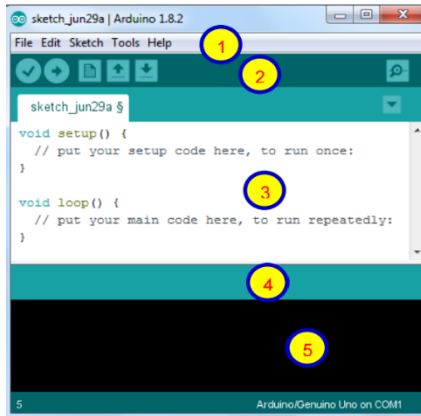 sketch_jun29a | Arduino 1.8.2
File Edit Sketch Tools Help
1
2
sketch_jun29a §
void setup() {
// put your setup code here, to run once:
}
void loop() {
3
// put your main code here, to run repeatedly:
}
4
5
5 Arduino/Genuino Uno on COM1